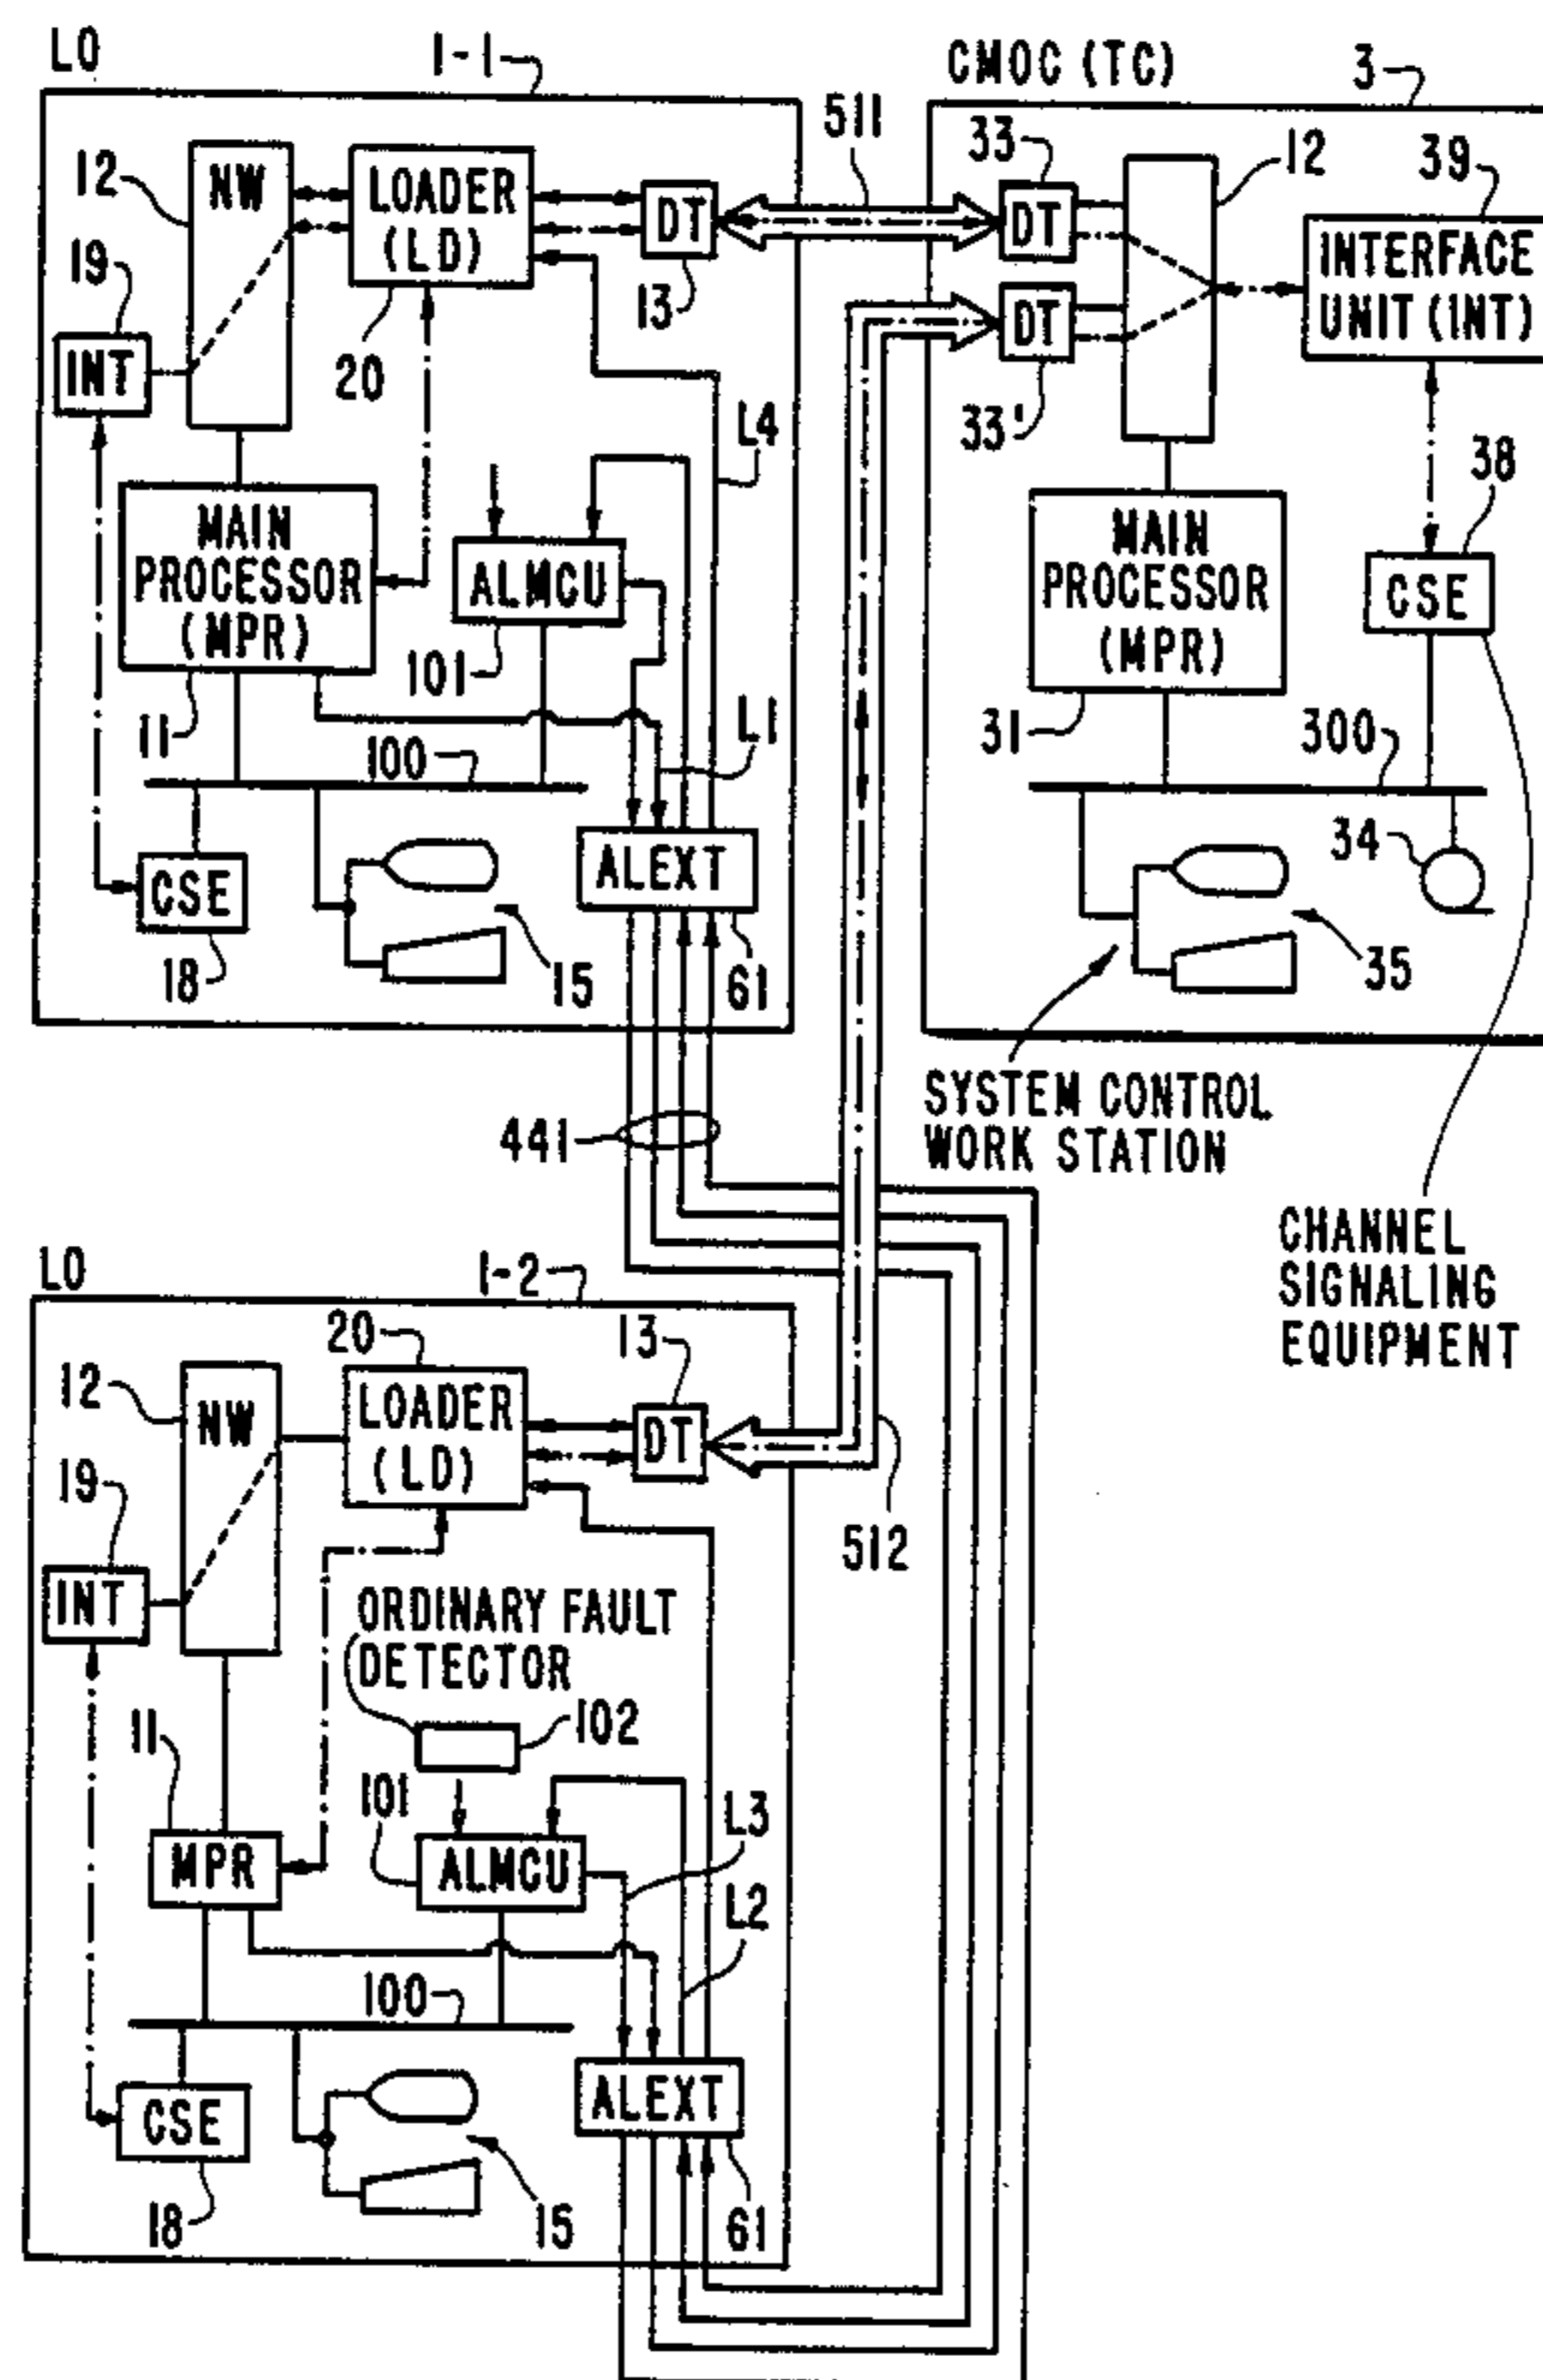 LO
1-1
CMOC (TC)
3
511
33
12
39
12
NW
LOADER
(LD)
DT
DT
INTERFACE
UNIT (INT)
19
13
INT
20
DT
33'
L4
38
MAIN
PROCESSOR
(MPR)
ALMCU
MAIN
PROCESSOR
(MPR)
CSE
101
11
L1
31
300
100
34
CSE
ALEXT
18
15
61
35
441
SYSTEM CONTROL
WORK STATION
CHANNEL
SIGNALING
EQUIPMENT
LO
1-2
20
13
12
NW
LOADER
(LD)
DT
19
512
INT
ORDINARY FAULT
DETECTOR
11
102
101
L3
MPR
ALMCU
L2
100
ALEXT
CSE
18
15
61